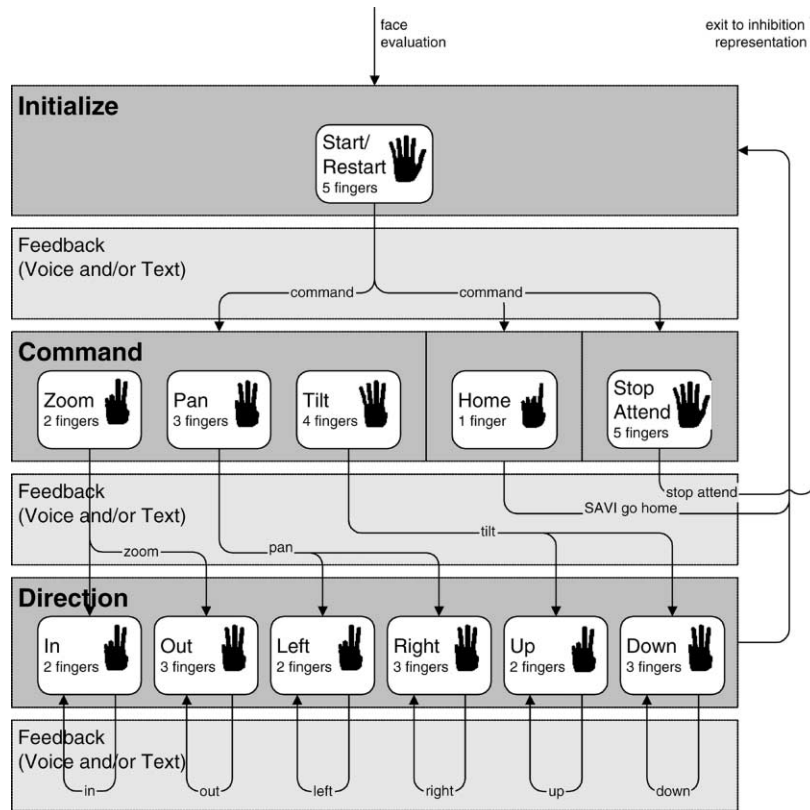 face
evaluation
exit to inhibition
representation
Initialize
Start/
Restart
5 fingers
Feedback
(Voice and/or Text)
command
command
Command
Zoom
2 fingers
Pan
3 fingers
Tilt
4 fingers
Home
1 finger
Stop
Attend
5 fingers
Feedback
(Voice and/or Text)
stop attend
SAVI go home
zoom
pan
tilt
Direction
In
2 fingers
Out
3 fingers
Left
2 fingers
Right
3 fingers
Up
2 fingers
Down
3 fingers
Feedback
(Voice and/or Text)
in
out
left
right
up
down